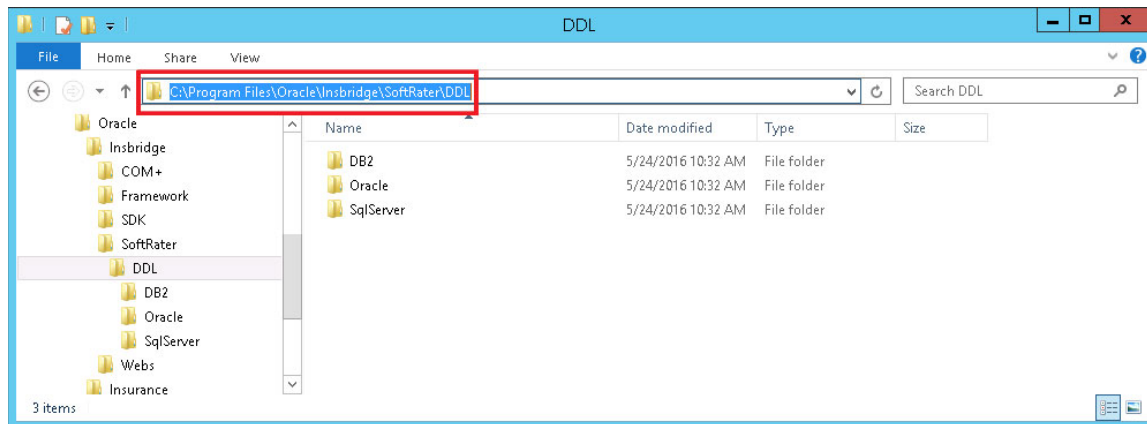 DDL
File Home Share View
C:\Program Files\Oracle\Insbridge\SoftRater\DDL Search DDL
Oracle
Insbridge
COM+
Framework
SDK
SoftRater
DDL
DB2
Oracle
SqlServer
Webs
Insurance
Name Date modified Type Size
DB2 5/24/2016 10:32 AM File folder
Oracle 5/24/2016 10:32 AM File folder
SqlServer 5/24/2016 10:32 AM File folder
3 items